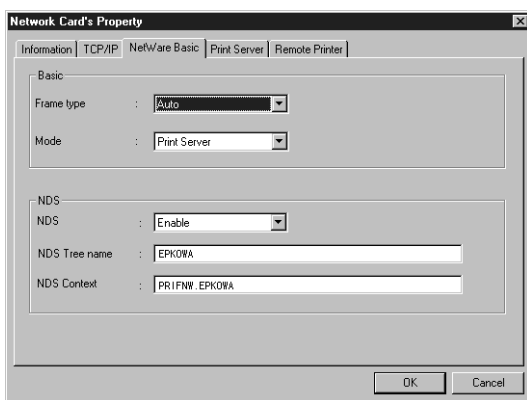 Network Card's Property
Information TCP/IP NetWare Basic Print Server Remote Printer
Basic
Frame type : Auto
Mode : Print Server
NDS
NDS : Enable
NDS Tree name : EPKOWA
NDS Context : PRIFNW.EPKOWA
OK Cancel